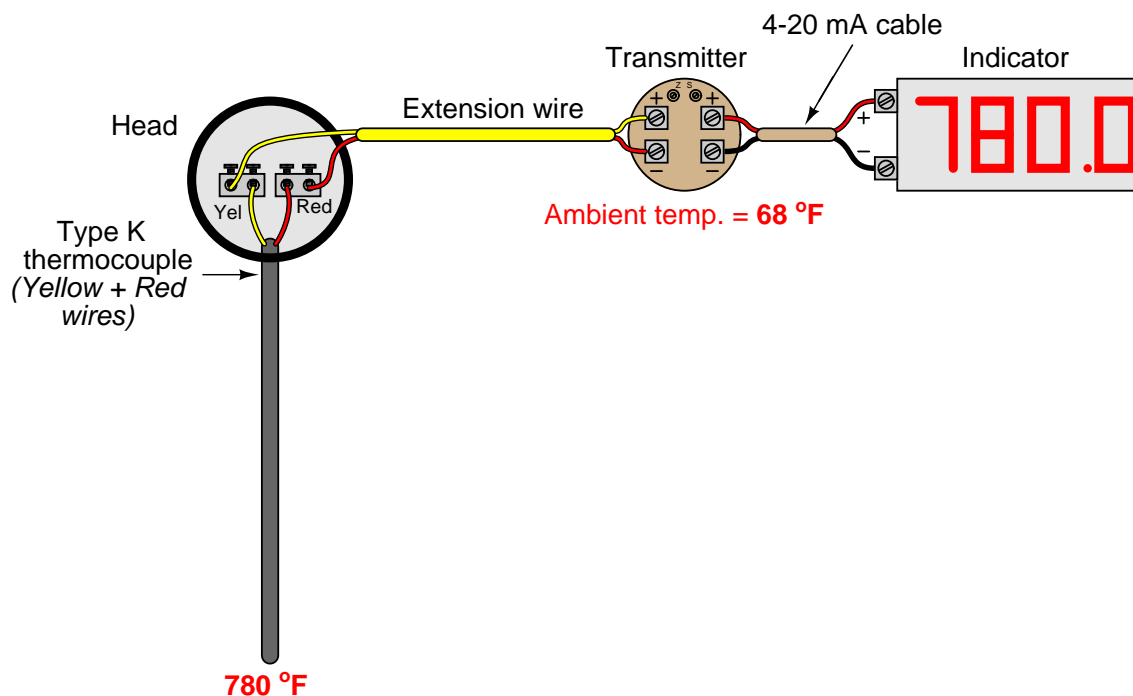 4-20 mA cable
Transmitter
Indicator
Extension wire
Head
Z S
+ +
- -
+
-
780.0
Yel
Red
Ambient temp. = 68 °F
Type K
thermocouple
(Yellow + Red
wires)
780 °F